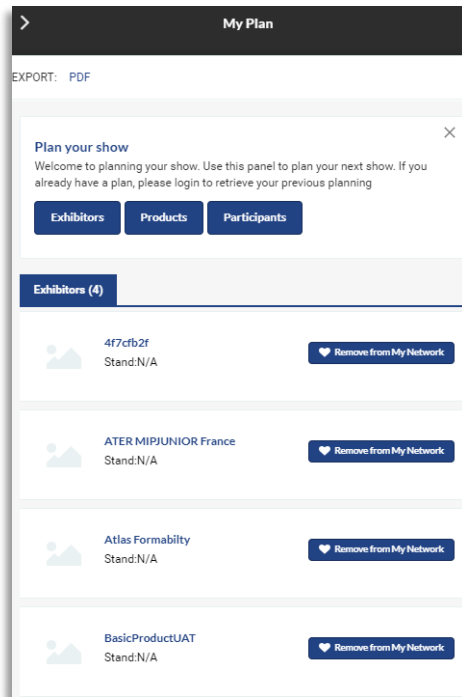 My Plan
EXPORT: PDF
Plan your show
Welcome to planning your show. Use this panel to plan your next show. If you
already have a plan, please login to retrieve your previous planning
Exhibitors Products Participants
Exhibitors (4)
4f7cfb2f
Stand:N/A
Remove from My Network
ATER MIPJUNIOR France
Stand:N/A
Remove from My Network
Atlas Formabilty
Stand:N/A
Remove from My Network
BasicProductUAT
Stand:N/A
Remove from My Network